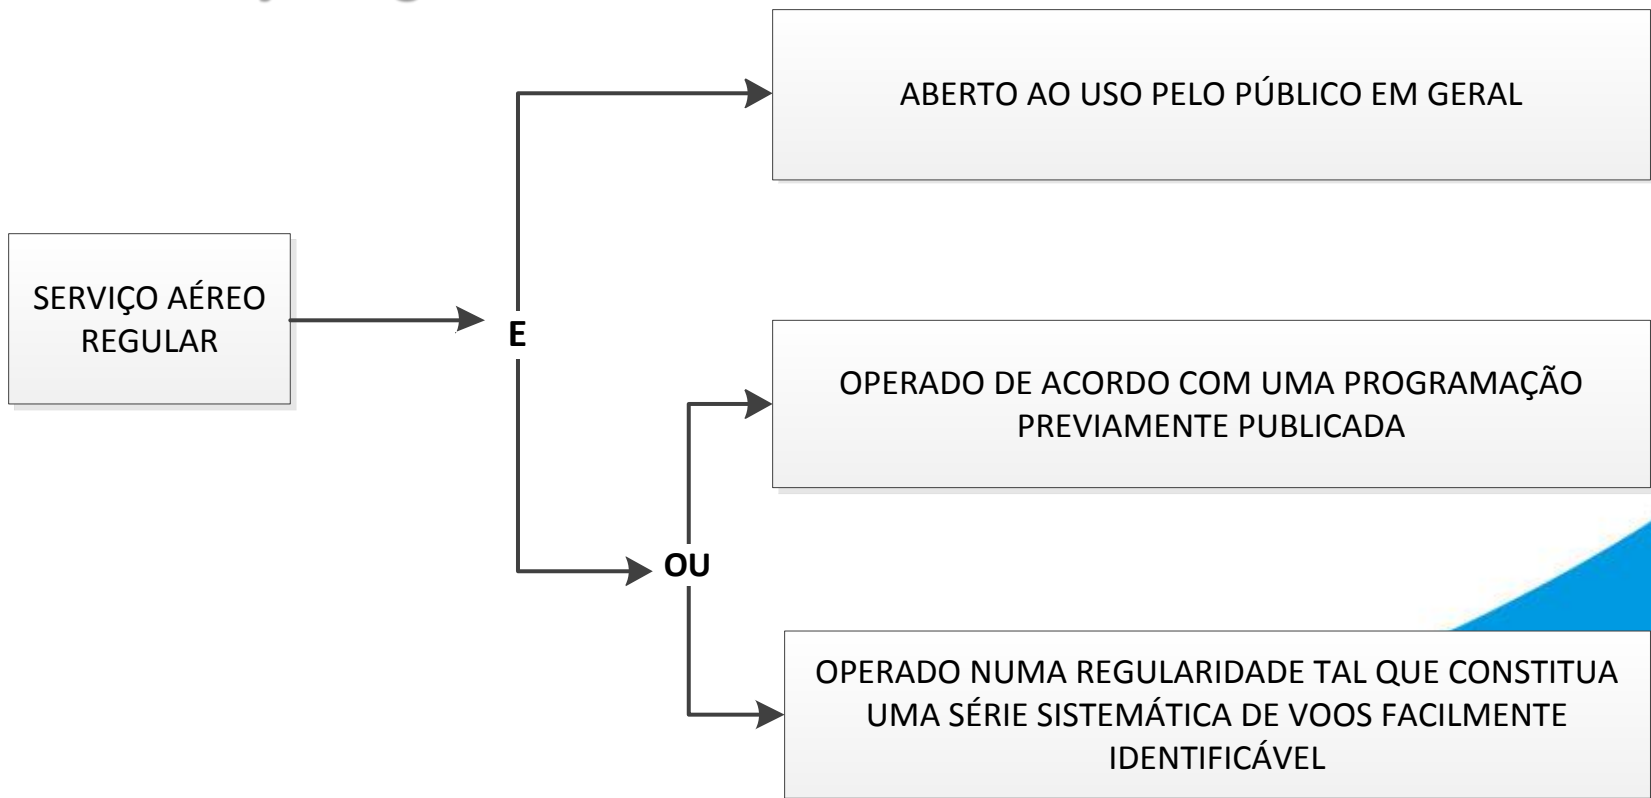 ABERTO AO USO PELO PÚBLICO EM GERAL
SERVIÇO AÉREO
REGULAR
E
OPERADO DE ACORDO COM UMA PROGRAMAÇÃO
PREVIAMENTE PUBLICADA
OU
OPERADO NUMA REGULARIDADE TAL QUE CONSTITUA
UMA SÉRIE SISTEMÁTICA DE VOOS FACILMENTE
IDENTIFICÁVEL